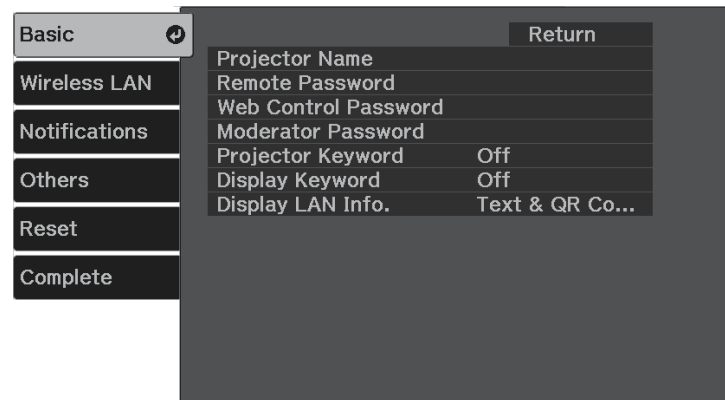 Basic
Wireless LAN
Notifications
Others
Reset
Complete
Return
Projector Name
Remote Password
Web Control Password
Moderator Password
Projector Keyword Off
Display Keyword Off
Display LAN Info. Text & QR Co...